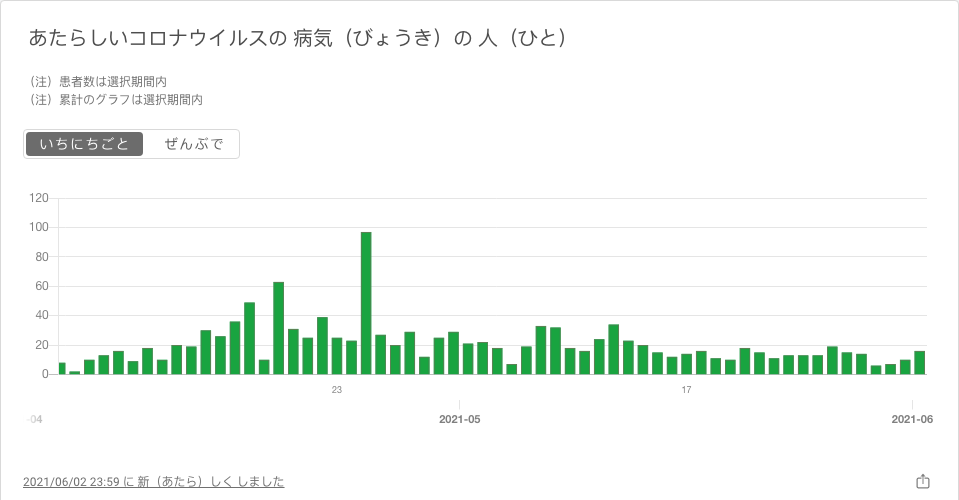 あたらしいコロナウイルスの 病気（びょうき）の 人（ひと）
（注）患者数は選択期間内
（注）累計のグラフは選択期間内
いちにちごと ぜんぶで
120
100
80
60
40
20
0
23 17
-04 2021-05 2021-06
2021/06/02 23:59 に 新（あたら）しく しました